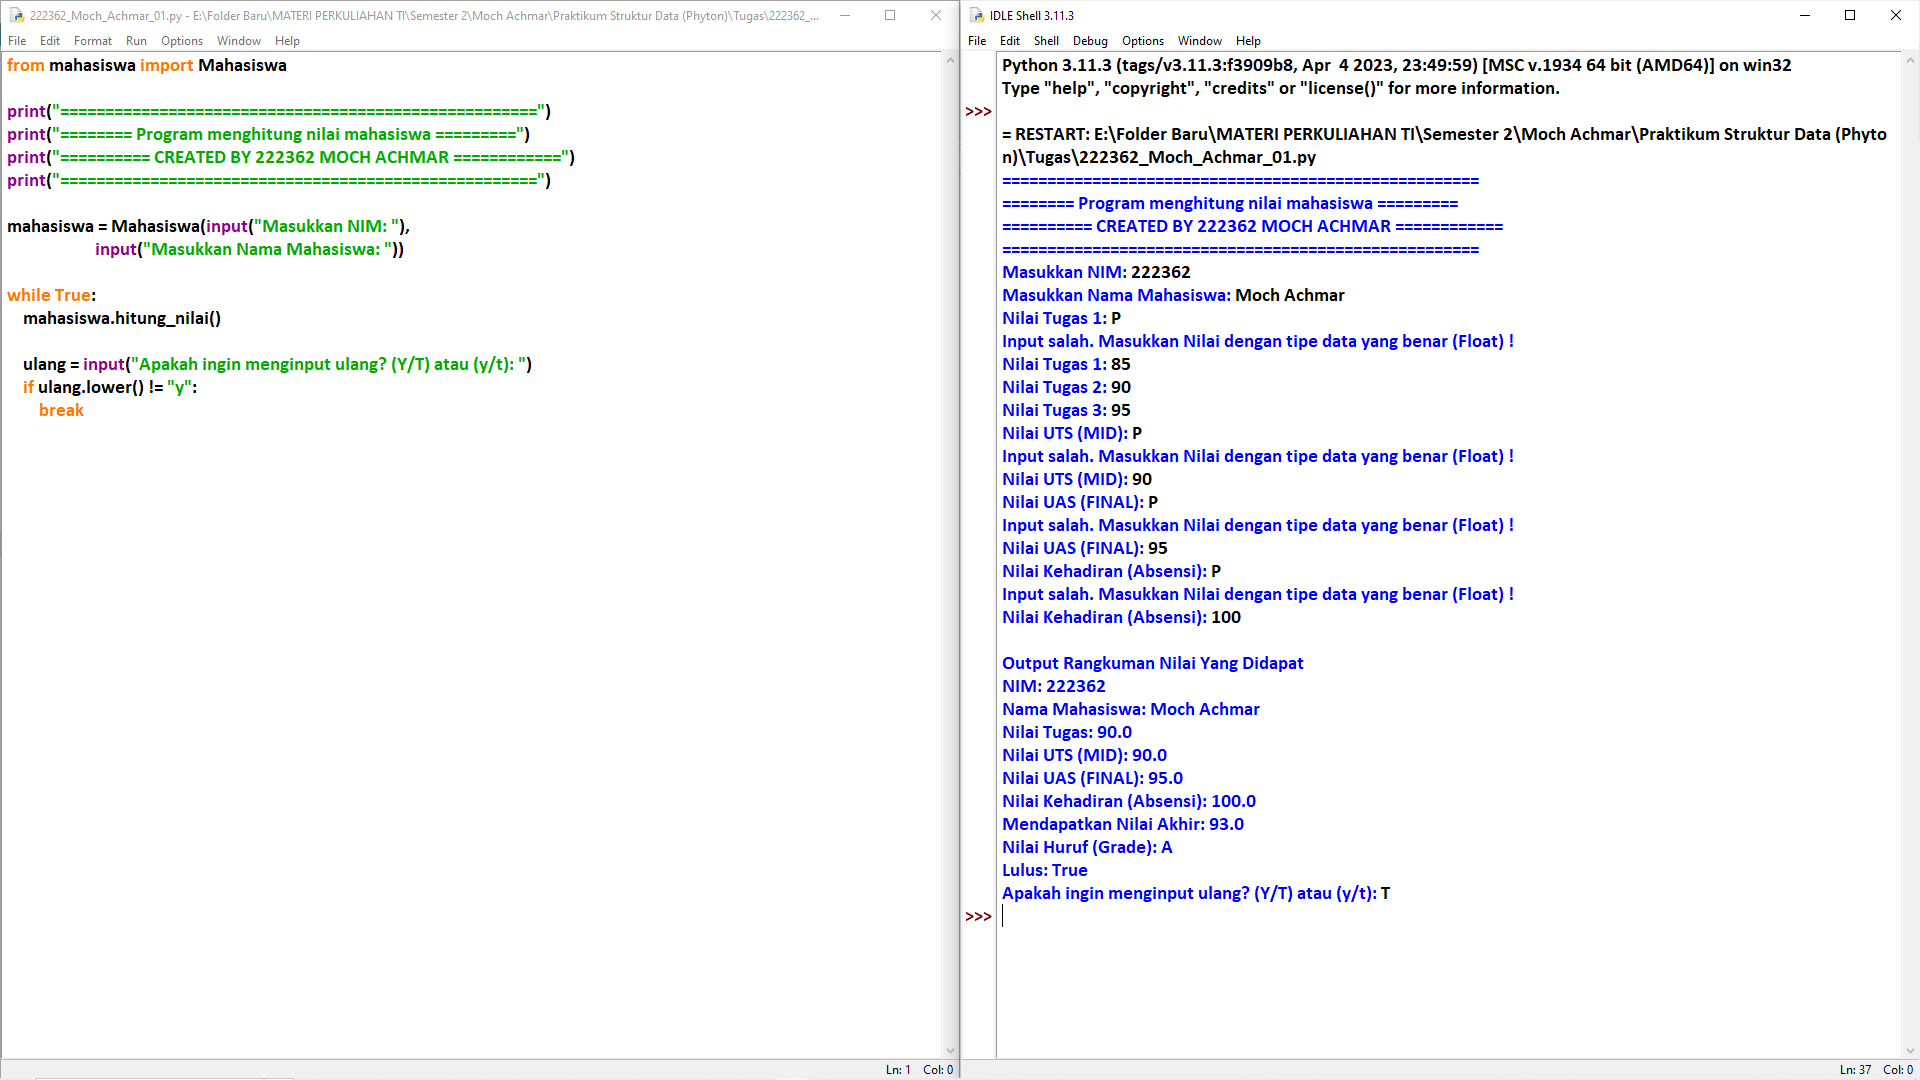 222362_Moch_Achmar_01.py - E:\Folder Baru\MATERI PERKULIAHAN TI\Semester 2\Moch Achmar\Praktikum Struktur Data (Phyton)\Tugas\222362_...
File Edit Format Run Options Window Help
from mahasiswa import Mahasiswa
print("=====================================================")
print("======== Program menghitung nilai mahasiswa =========")
print("========== CREATED BY 222362 MOCH ACHMAR ============")
print("=====================================================")
mahasiswa = Mahasiswa(input("Masukkan NIM: "),
input("Masukkan Nama Mahasiswa: "))
while True:
mahasiswa.hitung_nilai()
ulang = input("Apakah ingin menginput ulang? (Y/T) atau (y/t): ")
if ulang.lower() != "y":
break
Ln: 1 Col: 0
IDLE Shell 3.11.3
File Edit Shell Debug Options Window Help
Python 3.11.3 (tags/v3.11.3:f3909b8, Apr  4 2023, 23:49:59) [MSC v.1934 64 bit (AMD64)] on win32
Type "help", "copyright", "credits" or "license()" for more information.
>>>
= RESTART: E:\Folder Baru\MATERI PERKULIAHAN TI\Semester 2\Moch Achmar\Praktikum Struktur Data (Phyto
n)\Tugas\222362_Moch_Achmar_01.py
=====================================================
======== Program menghitung nilai mahasiswa =========
========== CREATED BY 222362 MOCH ACHMAR ============
=====================================================
Masukkan NIM: 222362
Masukkan Nama Mahasiswa: Moch Achmar
Nilai Tugas 1: P
Input salah. Masukkan Nilai dengan tipe data yang benar (Float) !
Nilai Tugas 1: 85
Nilai Tugas 2: 90
Nilai Tugas 3: 95
Nilai UTS (MID): P
Input salah. Masukkan Nilai dengan tipe data yang benar (Float) !
Nilai UTS (MID): 90
Nilai UAS (FINAL): P
Input salah. Masukkan Nilai dengan tipe data yang benar (Float) !
Nilai UAS (FINAL): 95
Nilai Kehadiran (Absensi): P
Input salah. Masukkan Nilai dengan tipe data yang benar (Float) !
Nilai Kehadiran (Absensi): 100
Output Rangkuman Nilai Yang Didapat
NIM: 222362
Nama Mahasiswa: Moch Achmar
Nilai Tugas: 90.0
Nilai UTS (MID): 90.0
Nilai UAS (FINAL): 95.0
Nilai Kehadiran (Absensi): 100.0
Mendapatkan Nilai Akhir: 93.0
Nilai Huruf (Grade): A
Lulus: True
Apakah ingin menginput ulang? (Y/T) atau (y/t): T
>>>
Ln: 37 Col: 0